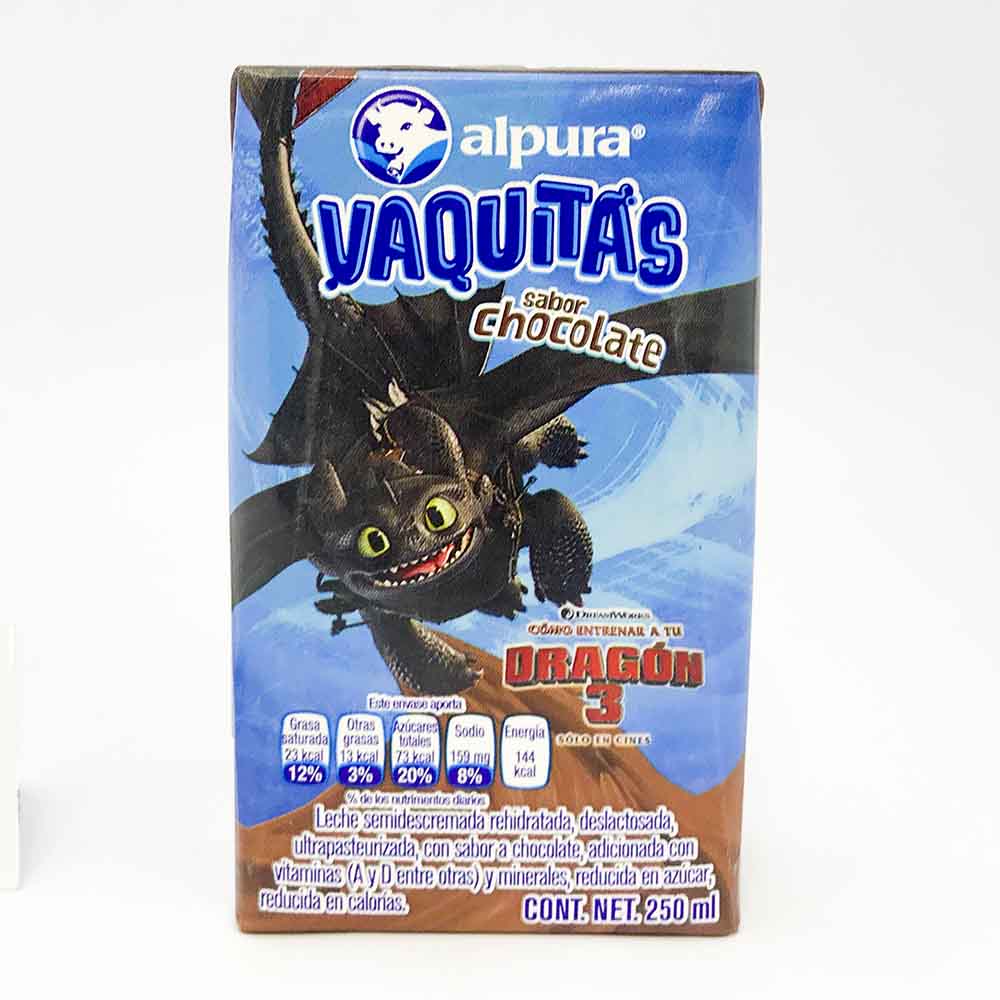 alpura®
VAQUITAS
sabor
chocolate
DREAMWORKS
CÓMO ENTRENAR A TU
DRAGÓN
3
SÓLO EN CINES
Este envase aporta
Grasa saturada 23 kcal 12%
Otras grasas 13 kcal 3%
Azúcares totales 73 kcal 20%
Sodio 159 mg 8%
Energía 144 kcal
% de los nutrimentos diarios
Leche semidescremada rehidratada, deslactosada,
ultrapasteurizada, con sabor a chocolate, adicionada con
vitaminas (A y D entre otras) y minerales, reducida en azúcar,
reducida en calorías.
CONT. NET. 250 ml